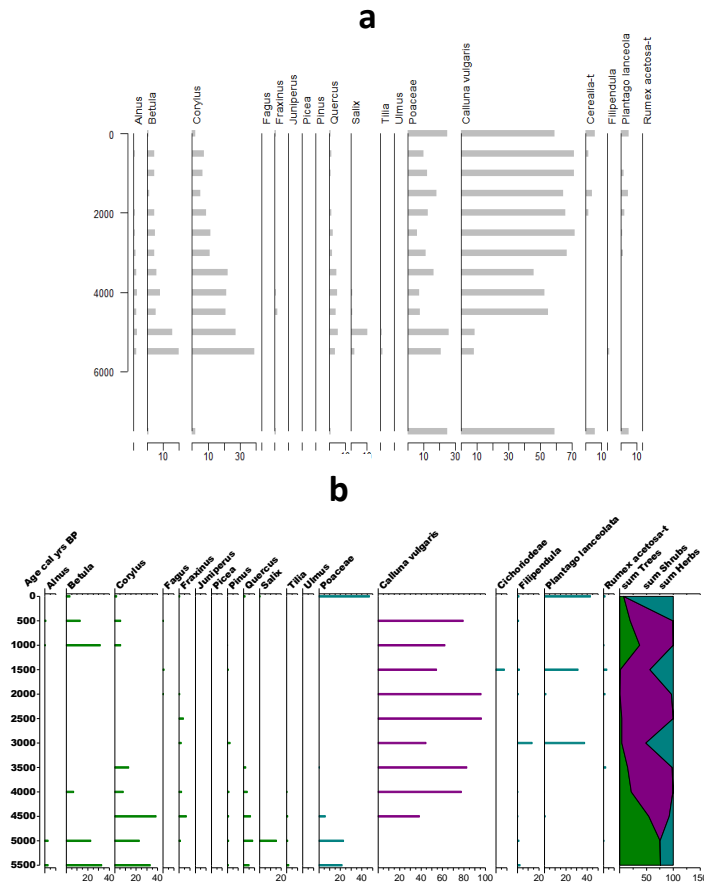 a
Alnus
Betula
Corylus
Fagus
Fraxinus
Juniperus
Picea
Pinus
Quercus
Salix
Tilia
Ulmus
Poaceae
Calluna vulgaris
Cerealia-t
Filipendula
Plantago lanceola
Rumex acetosa-t
0
2000
4000
6000
10 10 20 30 10 10 20 30 10 20 30 40 50 60 70 10 10
b
Age cal yrs BP
Alnus
Betula
Corylus
Fagus
Fraxinus
Juniperus
Picea
Pinus
Quercus
Salix
Tilia
Ulmus
Poaceae
Calluna vulgaris
Cichoriodeae
Filipendula
Plantago lanceolata
Rumex acetosa-t
sum Trees
sum Shrubs
sum Herbs
0
500
1000
1500
2000
2500
3000
3500
4000
4500
5000
5500
20 20 40 20 20 40 20 40 60 80 100 20 40 50 100